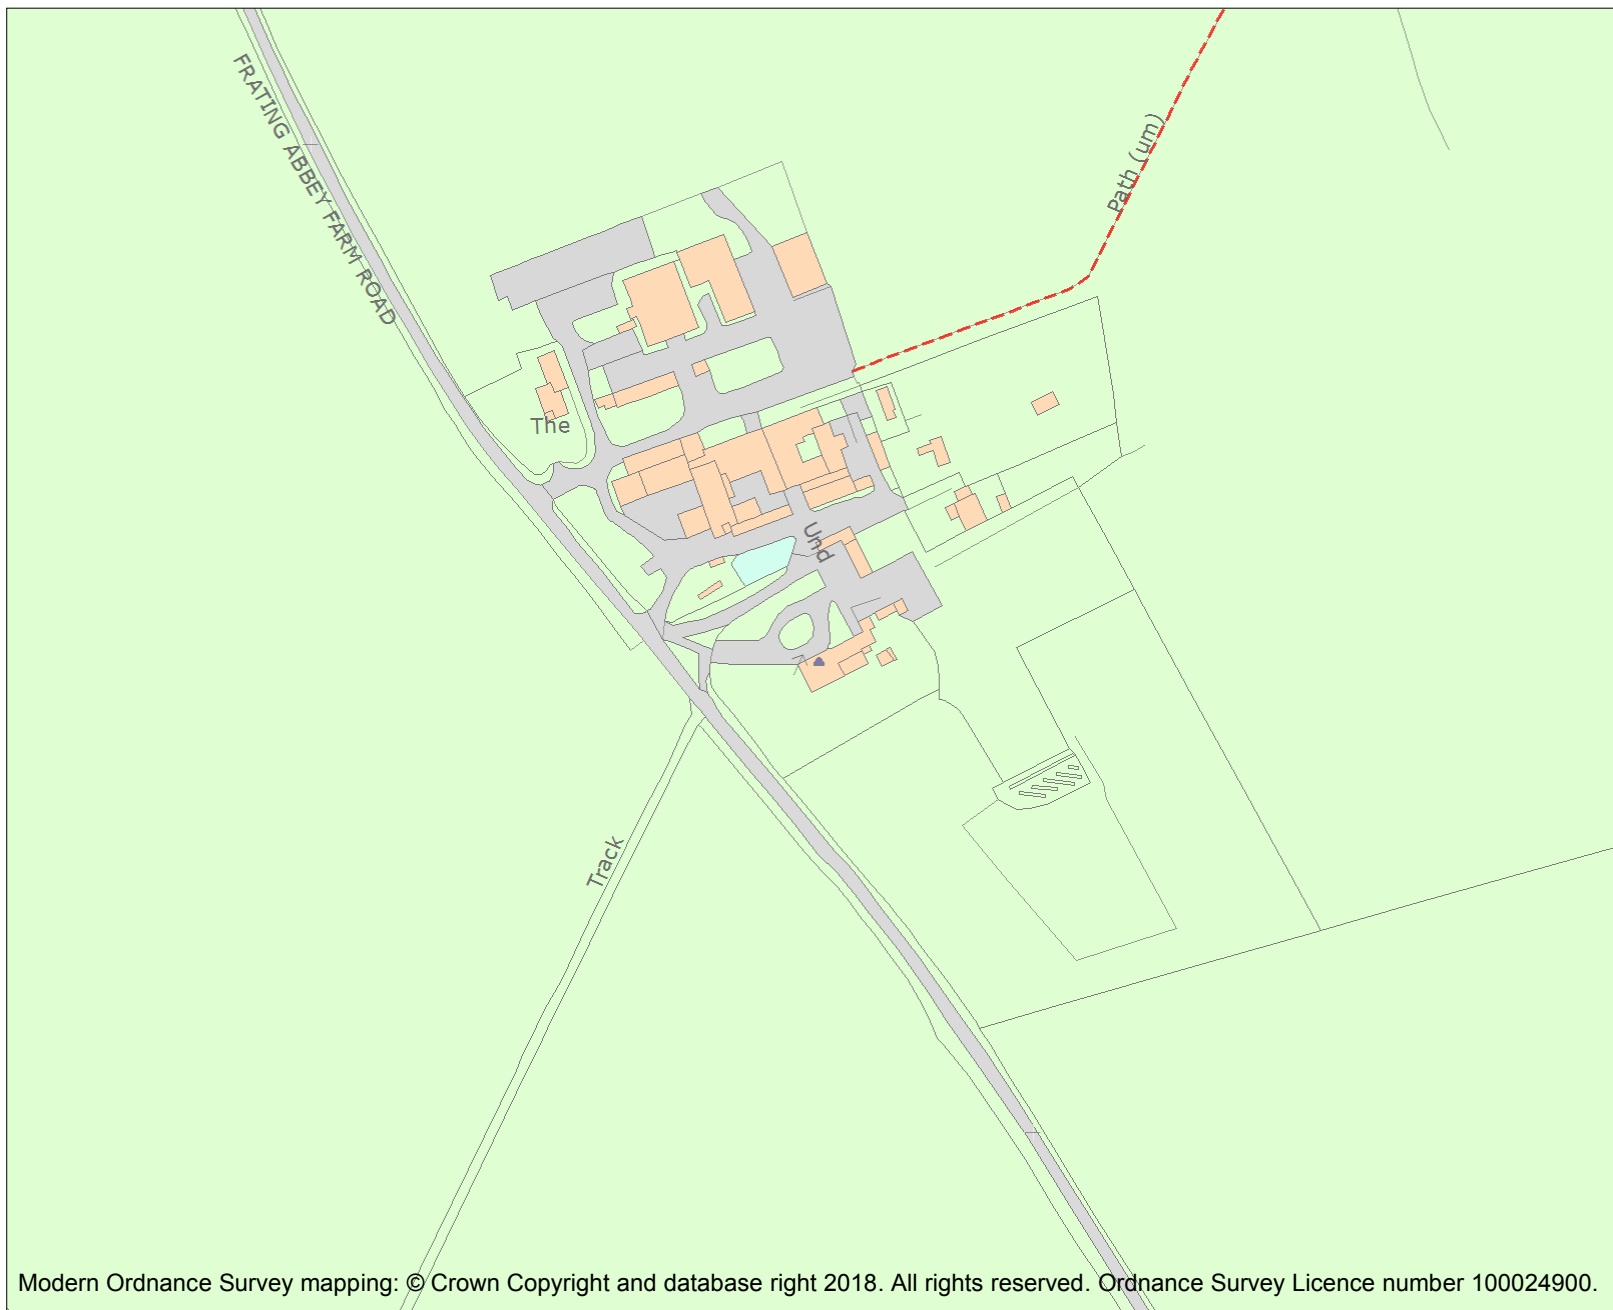 FRATING ABBEY FARM ROAD
Path (um)
The
Und
Track
Modern Ordnance Survey mapping: © Crown Copyright and database right 2018. All rights reserved. Ordnance Survey Licence number 100024900.